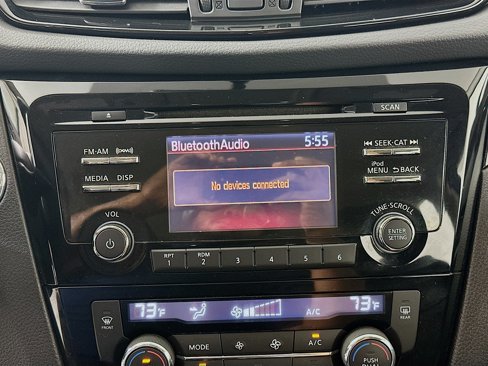 SCAN
FM·AM
SEEK·CAT
BluetoothAudio 5:55
MEDIA DISP
iPod
MENU BACK
No devices connected
VOL
TUNE·SCROLL
ENTER
SETTING
RPT
1
RDM
2
3 4 5 6
73°F A/C 73°F
FRONT
REAR
MODE
A/C
PUSH
DUAL